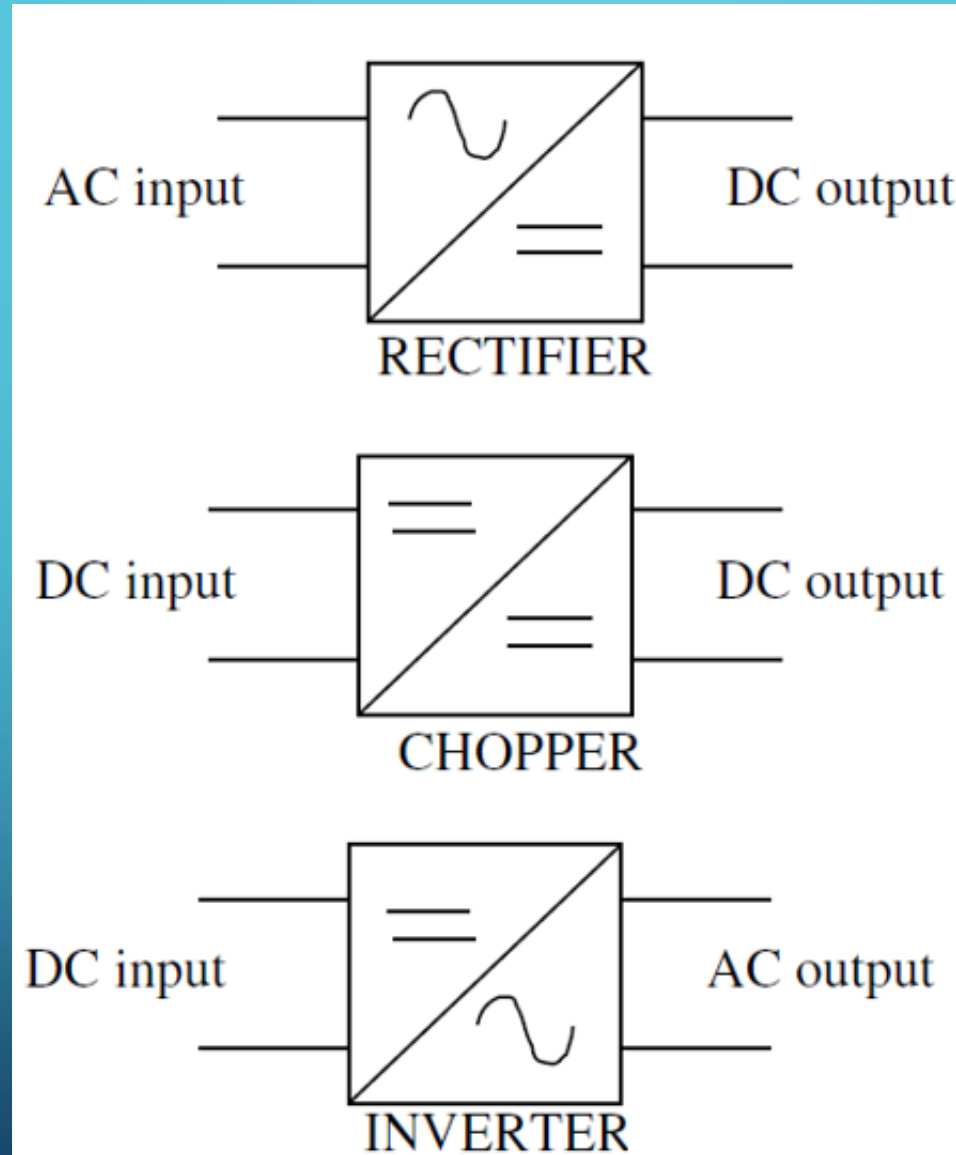 AC input
DC output
RECTIFIER
DC input
DC output
CHOPPER
DC input
AC output
INVERTER